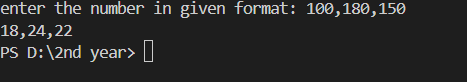 enter the number in given format: 100,180,150
18,24,22
PS D:\2nd year>